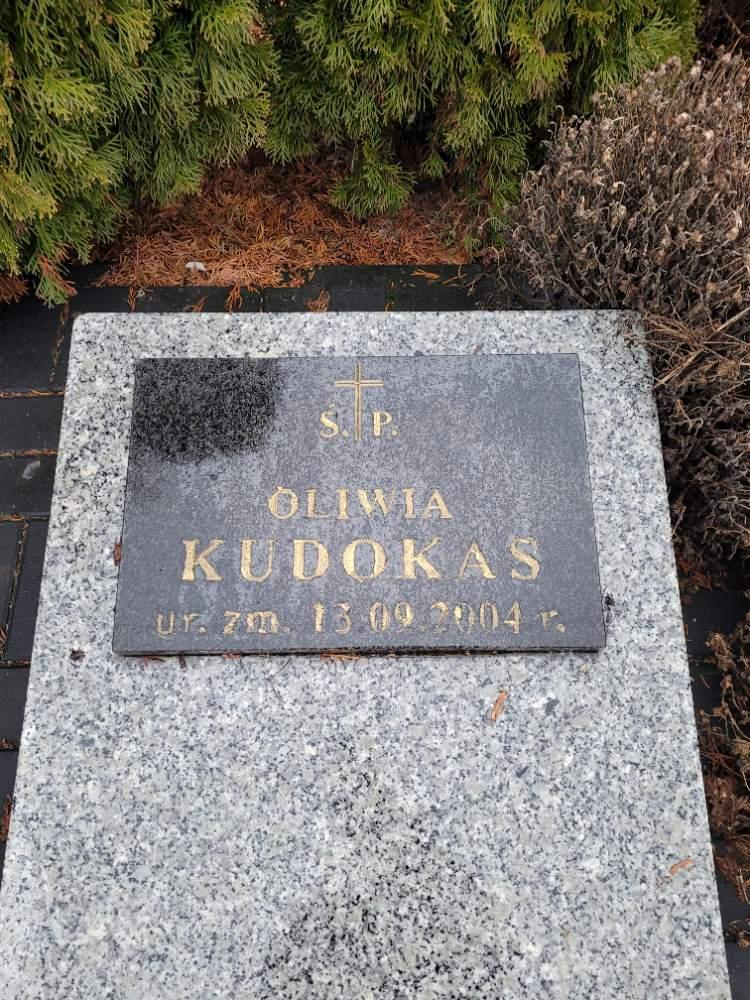 Ś. P.
OLIWIA
KUDOKAS
ur. zm. 13.09.2004 r.